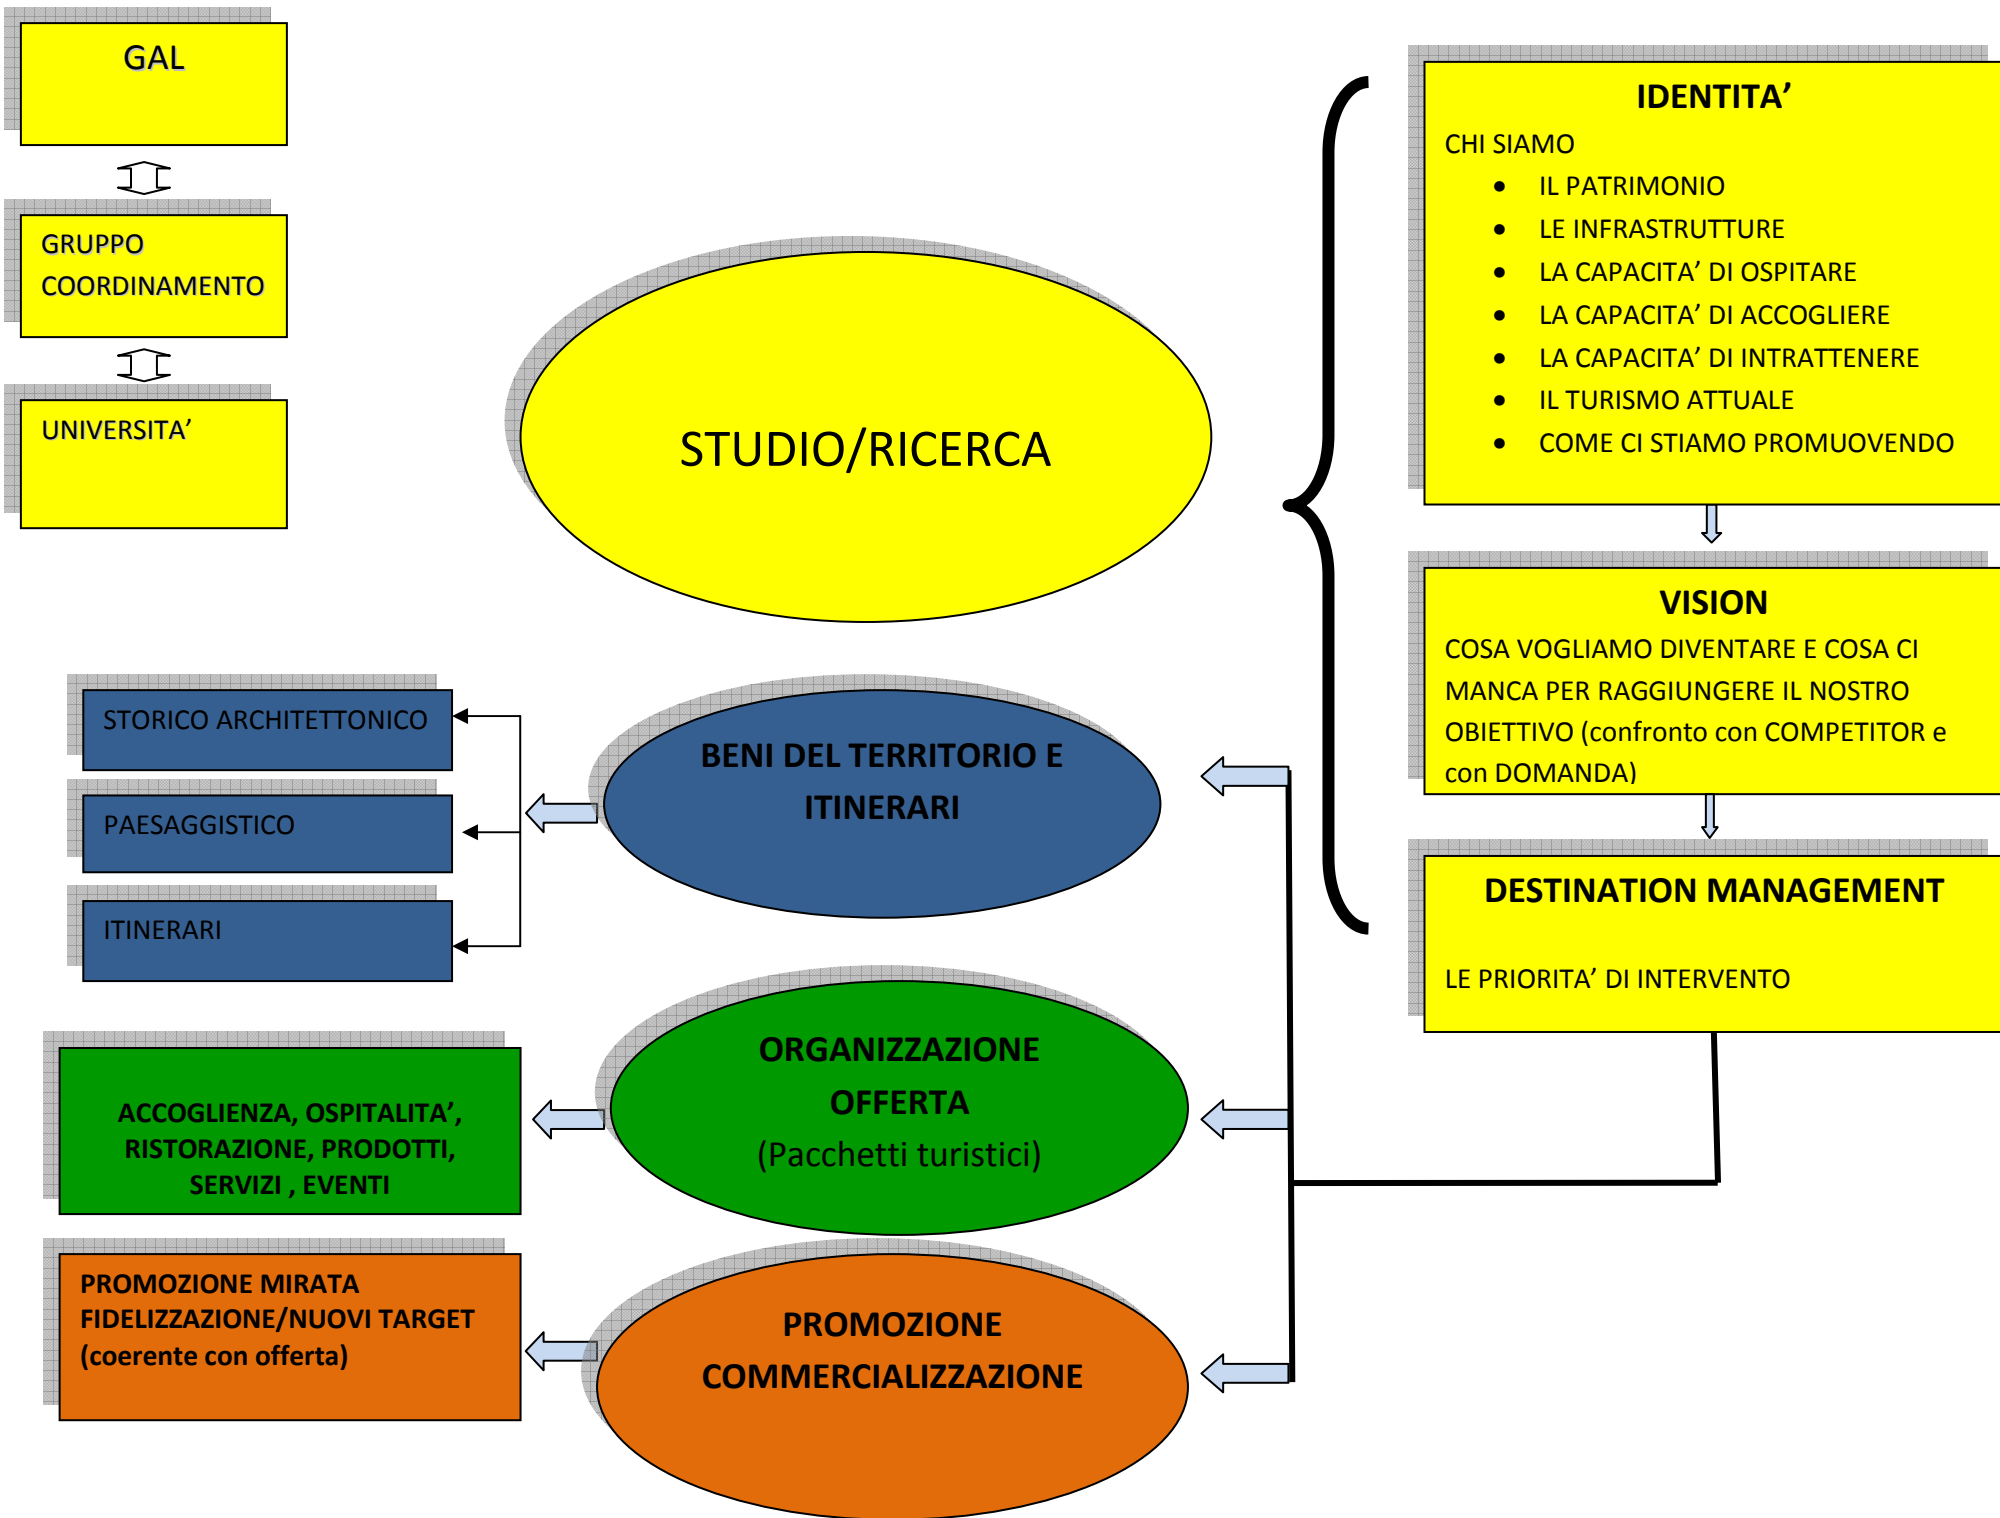 GAL
GRUPPO
COORDINAMENTO
UNIVERSITA’
STUDIO/RICERCA
IDENTITA’
CHI SIAMO
• IL PATRIMONIO
• LE INFRASTRUTTURE
• LA CAPACITA’ DI OSPITARE
• LA CAPACITA’ DI ACCOGLIERE
• LA CAPACITA’ DI INTRATTENERE
• IL TURISMO ATTUALE
• COME CI STIAMO PROMUOVENDO
VISION
COSA VOGLIAMO DIVENTARE E COSA CI
MANCA PER RAGGIUNGERE IL NOSTRO
OBIETTIVO (confronto con COMPETITOR e
con DOMANDA)
DESTINATION MANAGEMENT
LE PRIORITA’ DI INTERVENTO
BENI DEL TERRITORIO E
ITINERARI
STORICO ARCHITETTONICO
PAESAGGISTICO
ITINERARI
ORGANIZZAZIONE
OFFERTA
(Pacchetti turistici)
ACCOGLIENZA, OSPITALITA’,
RISTORAZIONE, PRODOTTI,
SERVIZI , EVENTI
PROMOZIONE
COMMERCIALIZZAZIONE
PROMOZIONE MIRATA
FIDELIZZAZIONE/NUOVI TARGET
(coerente con offerta)